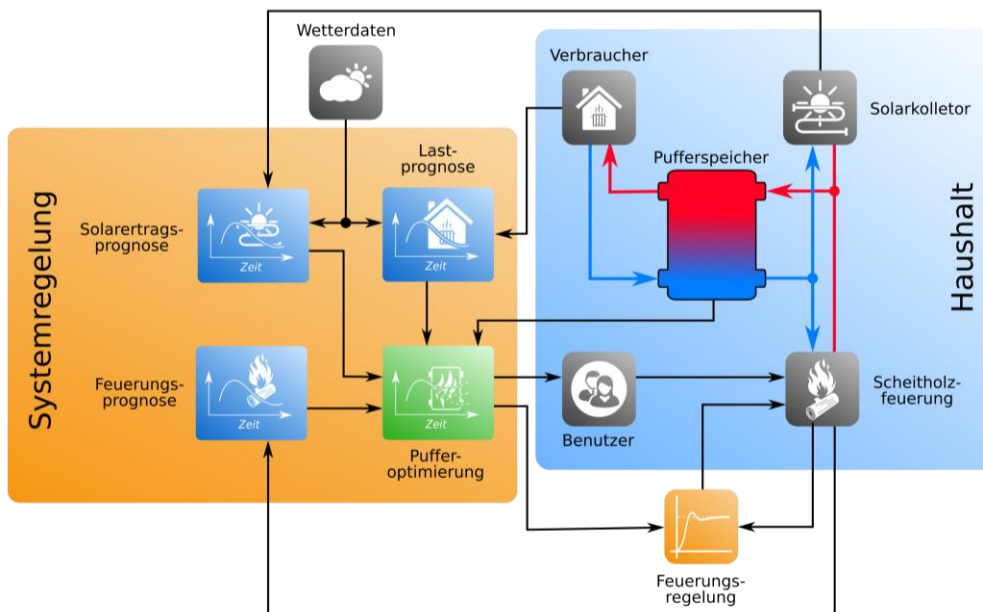 Wetterdaten
Verbraucher
Solarkolletor
Last-
prognose
Pufferspeicher
Solarertrags-
prognose
Zeit
Zeit
Systemregelung
Haushalt
Feuerungs-
prognose
Zeit
Zeit
Puffer-
optimierung
Benutzer
Scheitholz-
feuerung
Feuerungs-
regelung